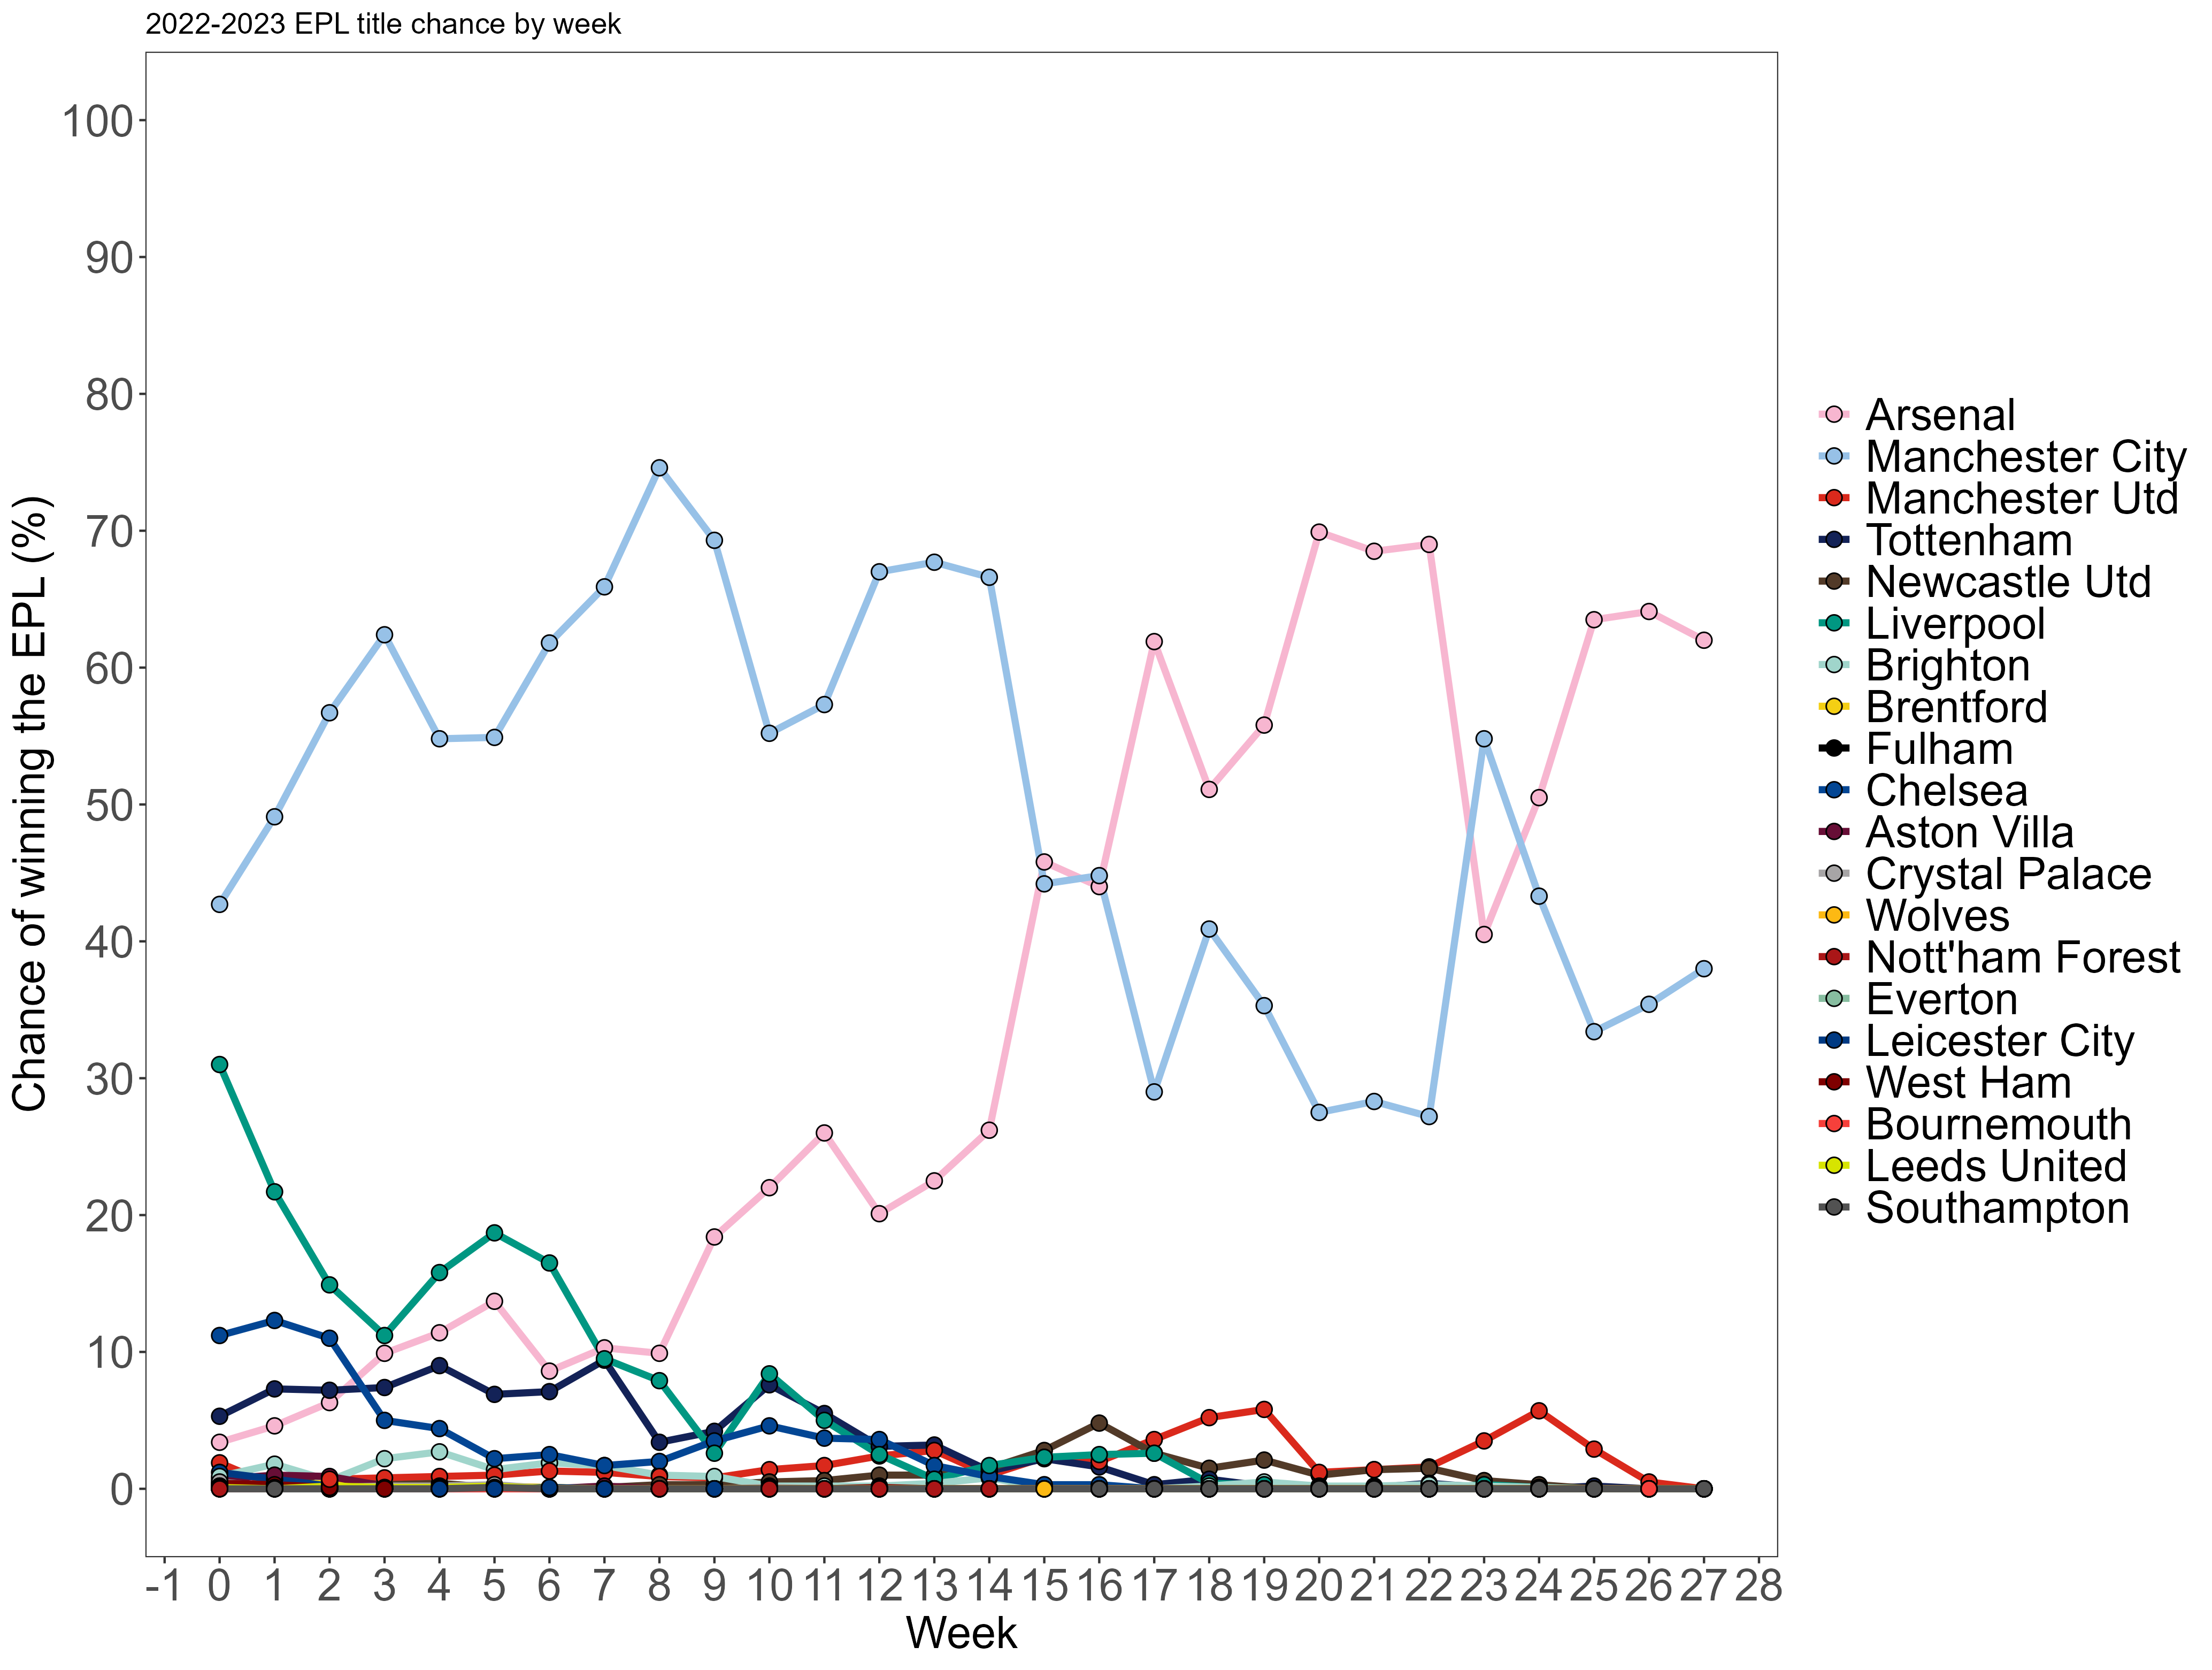 2022-2023 EPL title chance by week
Chance of winning the EPL (%)
100
90
80
70
60
50
40
30
20
10
0
-1 0 1 2 3 4 5 6 7 8 9 10 11 12 13 14 15 16 17 18 19 20 21 22 23 24 25 26 27 28
Week
Arsenal
Manchester City
Manchester Utd
Tottenham
Newcastle Utd
Liverpool
Brighton
Brentford
Fulham
Chelsea
Aston Villa
Crystal Palace
Wolves
Nott'ham Forest
Everton
Leicester City
West Ham
Bournemouth
Leeds United
Southampton